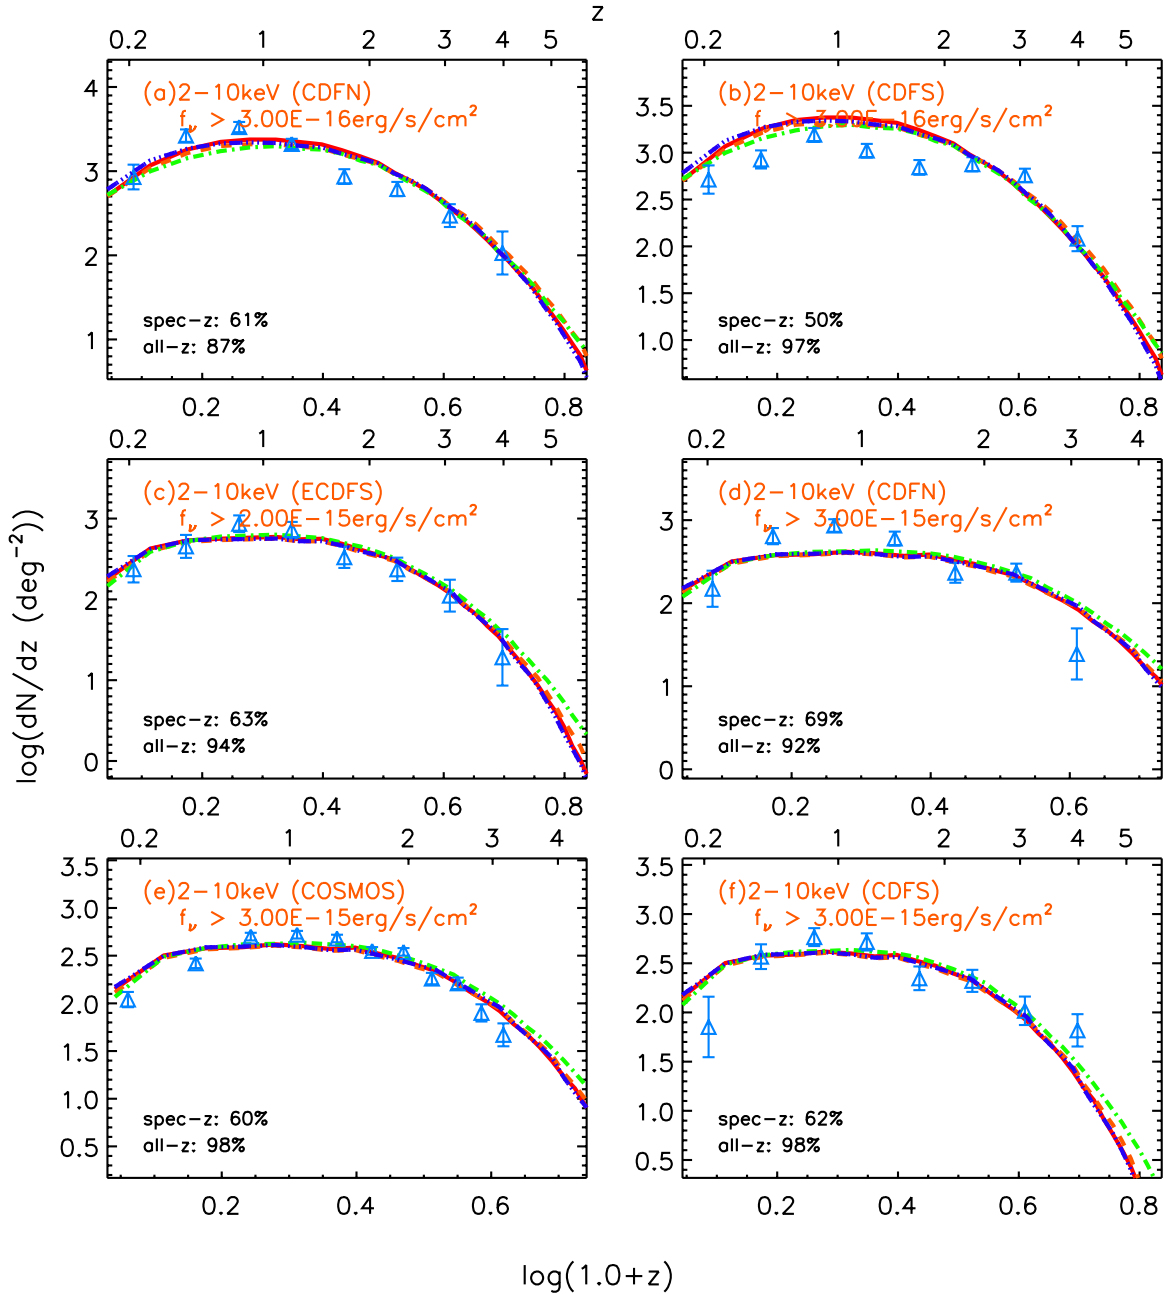 z
0.2 1 2 3 4 5
0.2 1 2 3 4 5
(a)2−10keV (CDFN)
fν > 3.00E−16erg/s/cm²
4
3
2
1
spec−z: 61%
all−z: 87%
0.2 0.4 0.6 0.8
(b)2−10keV (CDFS)
fν > 3.00E−16erg/s/cm²
3.5
3.0
2.5
2.0
1.5
1.0
spec−z: 50%
all−z: 97%
0.2 0.4 0.6 0.8
0.2 1 2 3 4 5
0.2 1 2 3 4
(c)2−10keV (ECDFS)
fν > 2.00E−15erg/s/cm²
3
2
1
0
spec−z: 63%
all−z: 94%
0.2 0.4 0.6 0.8
(d)2−10keV (CDFN)
fν > 3.00E−15erg/s/cm²
3
2
1
0
spec−z: 69%
all−z: 92%
0.2 0.4 0.6
log(dN/dz (deg⁻²))
0.2 1 2 3 4
0.2 1 2 3 4 5
(e)2−10keV (COSMOS)
fν > 3.00E−15erg/s/cm²
3.5
3.0
2.5
2.0
1.5
1.0
0.5
spec−z: 60%
all−z: 98%
0.2 0.4 0.6
(f)2−10keV (CDFS)
fν > 3.00E−15erg/s/cm²
3.5
3.0
2.5
2.0
1.5
1.0
0.5
spec−z: 62%
all−z: 98%
0.2 0.4 0.6 0.8
log(1.0+z)